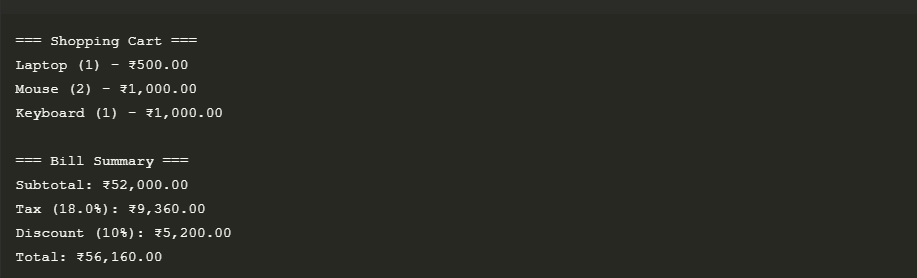 === Shopping Cart ===
Laptop (1) - ₹500.00
Mouse (2) - ₹1,000.00
Keyboard (1) - ₹1,000.00
=== Bill Summary ===
Subtotal: ₹52,000.00
Tax (18.0%): ₹9,360.00
Discount (10%): ₹5,200.00
Total: ₹56,160.00